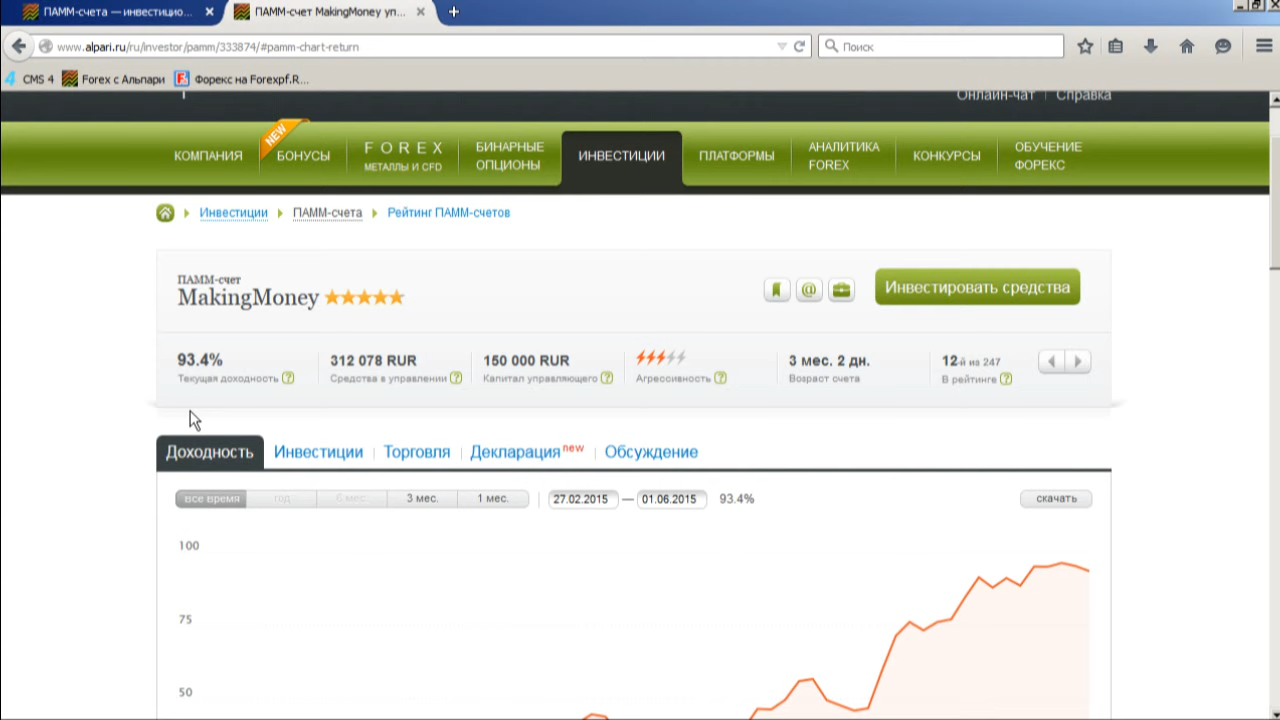 ПАММ-счета — инвестицио...
ПАММ-счет MakingMoney уп...
www.alpari.ru/ru/investor/pamm/333874/#pamm-chart-return
Поиск
CMS 4
Forex с Альпари
Форекс на Forexpf.R...
Онлайн-чат
Справка
КОМПАНИЯ
NEW
БОНУСЫ
FOREX
МЕТАЛЛЫ И CFD
БИНАРНЫЕ
ОПЦИОНЫ
ИНВЕСТИЦИИ
ПЛАТФОРМЫ
АНАЛИТИКА
FOREX
КОНКУРСЫ
ОБУЧЕНИЕ
ФОРЕКС
Инвестиции
ПАММ-счета
Рейтинг ПАММ-счетов
ПАММ-счет
MakingMoney
@
Инвестировать средства
93.4%
Текущая доходность ?
312 078 RUR
Средства в управлении ?
150 000 RUR
Капитал управляющего ?
Агрессивность ?
3 мес. 2 дн.
Возраст счета
12-й из 247
В рейтинге ?
Доходность
Инвестиции
Торговля
Декларация new
Обсуждение
все время
год
6 мес.
3 мес.
1 мес.
27.02.2015 — 01.06.2015 93.4%
скачать
100
75
50